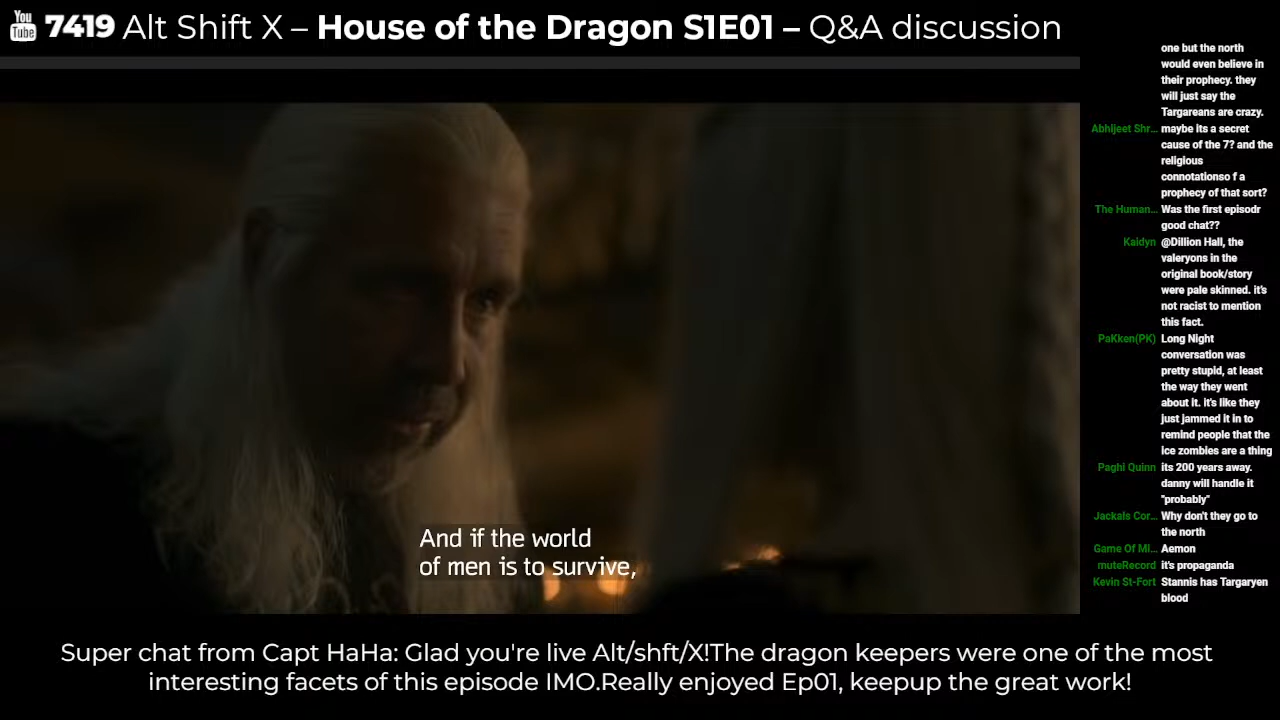 You Tube 7419 Alt Shift X – House of the Dragon S1E01 – Q&A discussion
one but the north
would even believe in
their prophecy. they
will just say the
Targareans are crazy.
Abhijeet Shr... maybe its a secret
cause of the 7? and the
religious
connotationso f a
prophecy of that sort?
The Human... Was the first episodr
good chat??
Kaidyn @Dillion Hall, the
valeryons in the
original book/story
were pale skinned. it's
not racist to mention
this fact.
PaKken(PK) Long Night
conversation was
pretty stupid, at least
the way they went
about it. it's like they
just jammed it in to
remind people that the
ice zombies are a thing
Paghi Quinn its 200 years away.
danny will handle it
"probably"
Jackals Cor... Why don't they go to
the north
Game Of Mi... Aemon
muteRecord it's propaganda
Kevin St-Fort Stannis has Targaryen
blood
And if the world
of men is to survive,
Super chat from Capt HaHa: Glad you're live Alt/shft/X!The dragon keepers were one of the most
interesting facets of this episode IMO.Really enjoyed Ep01, keepup the great work!